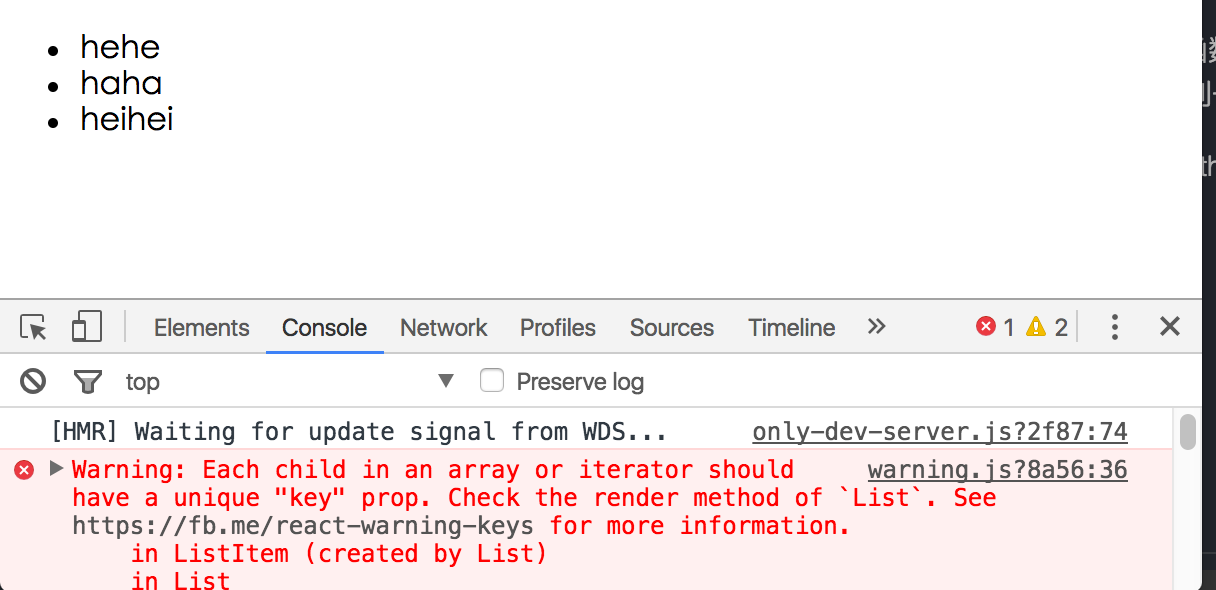 hehe
haha
heihei
Elements Console Network Profiles Sources Timeline » 1 2
top Preserve log
[HMR] Waiting for update signal from WDS... only-dev-server.js?2f87:74
Warning: Each child in an array or iterator should warning.js?8a56:36
have a unique "key" prop. Check the render method of `List`. See
https://fb.me/react-warning-keys for more information.
in ListItem (created by List)
in List